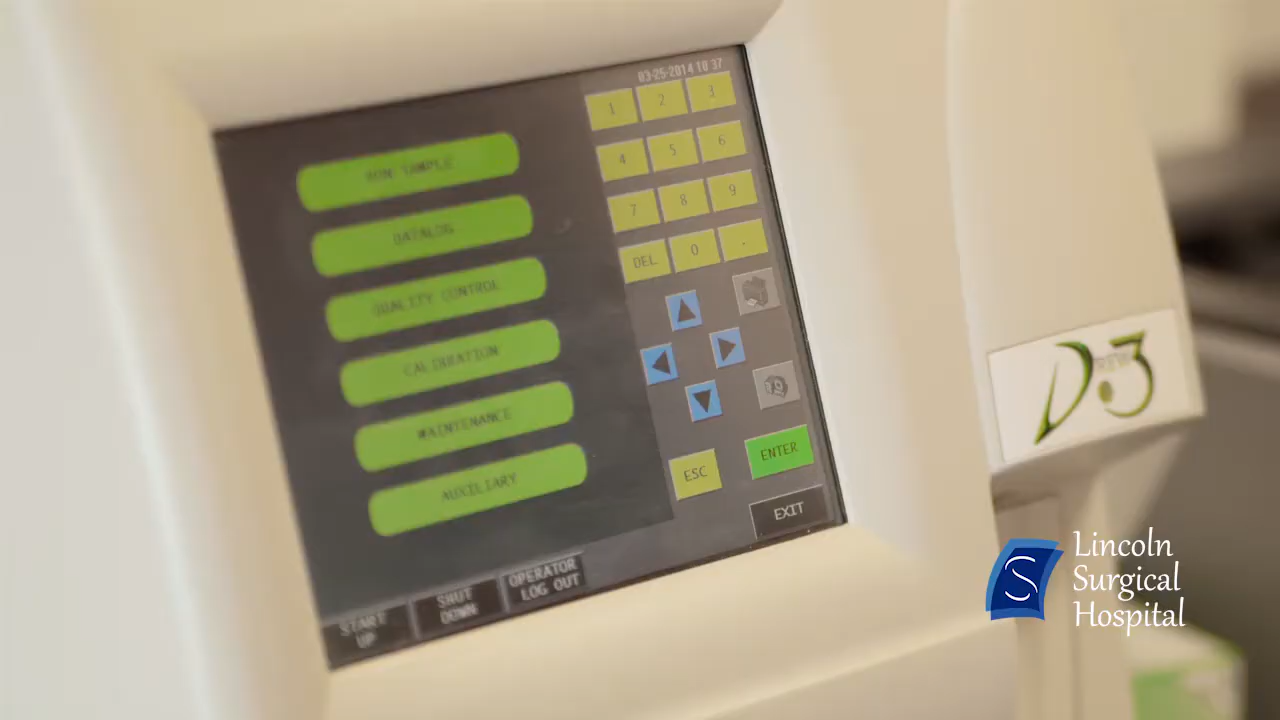 03-25-2014 10 37
RUN SAMPLE
DATALOG
QUALITY CONTROL
CALIBRATION
MAINTENANCE
AUXILIARY
1 2 3
4 5 6
7 8 9
DEL 0 .
ESC
ENTER
EXIT
START
UP
SHUT
DOWN
OPERATOR
LOG OUT
D.3
Lincoln
Surgical
Hospital